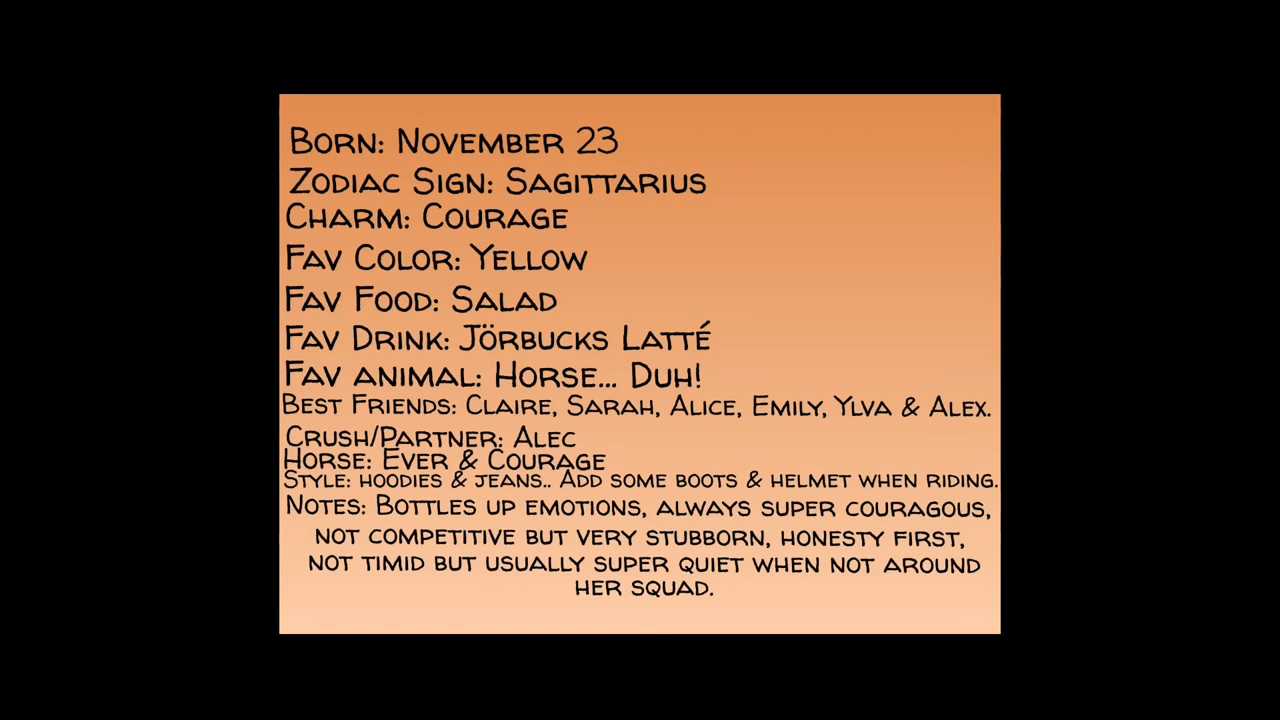 Born: November 23
Zodiac Sign: Sagittarius
Charm: Courage
Fav Color: Yellow
Fav Food: Salad
Fav Drink: Jörbucks Latté
Fav animal: Horse... Duh!
Best Friends: Claire, Sarah, Alice, Emily, Ylva & Alex.
Crush/Partner: Alec
Horse: Ever & Courage
Style: hoodies & jeans.. Add some boots & helmet when riding.
Notes: Bottles up emotions, always super couragous,
not competitive but very stubborn, honesty first,
not timid but usually super quiet when not around
her squad.